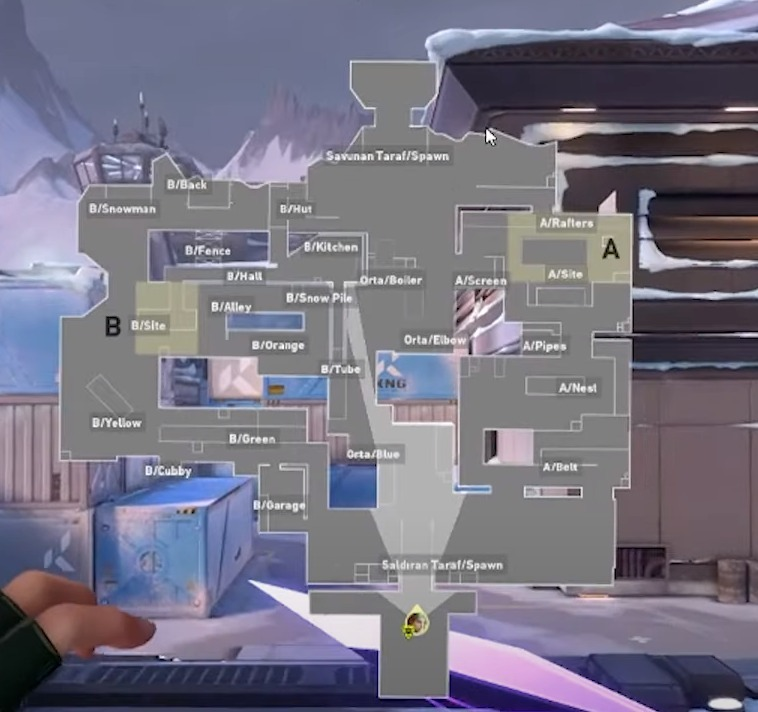 Savunan Taraf/Spawn
B/Back
B/Snowman
B/Hut
A/Rafters
B/Fence
B/Kitchen
A
B/Hall
Orta/Boiler
A/Screen
A/Site
B/Snow Pile
B/Alley
B
B/Site
B/Orange
Orta/Elbow
A/Pipes
B/Tube
KNG
A/Nest
B/Yellow
B/Green
Orta/Blue
B/Cubby
A/Belt
B/Garage
Saldıran Taraf/Spawn